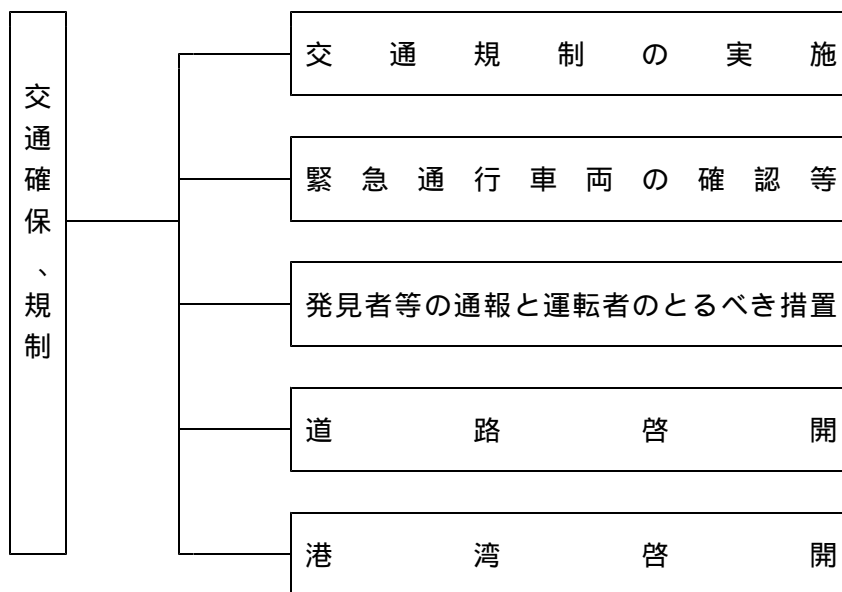 交通確保、規制
交通規制の実施
緊急通行車両の確認等
発見者等の通報と運転者のとるべき措置
道路啓開
港湾啓開